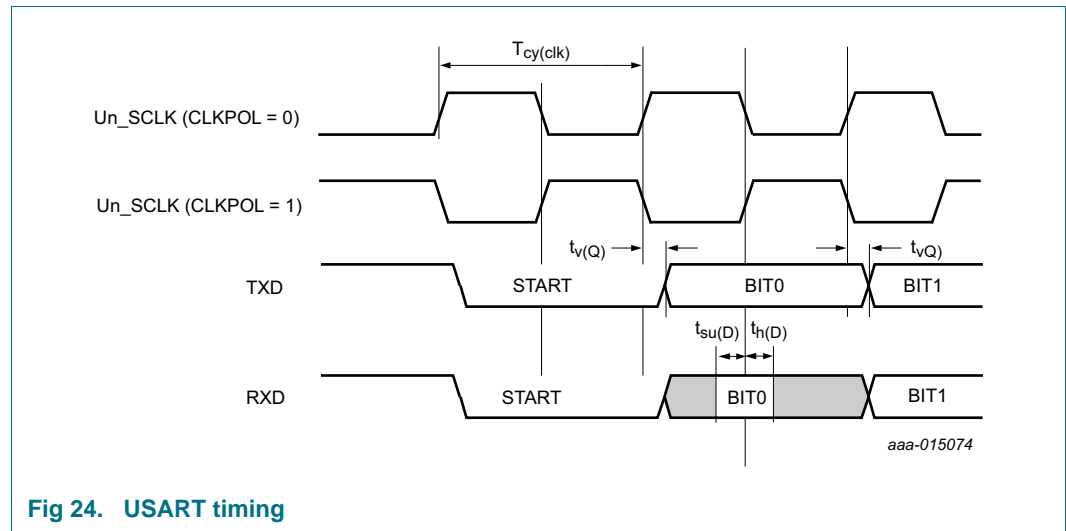 Tcy(clk)
Un_SCLK (CLKPOL = 0)
Un_SCLK (CLKPOL = 1)
tv(Q)
tvQ)
TXD
START
BIT0
BIT1
tsu(D)
th(D)
RXD
START
BIT0
BIT1
aaa-015074
Fig 24. USART timing